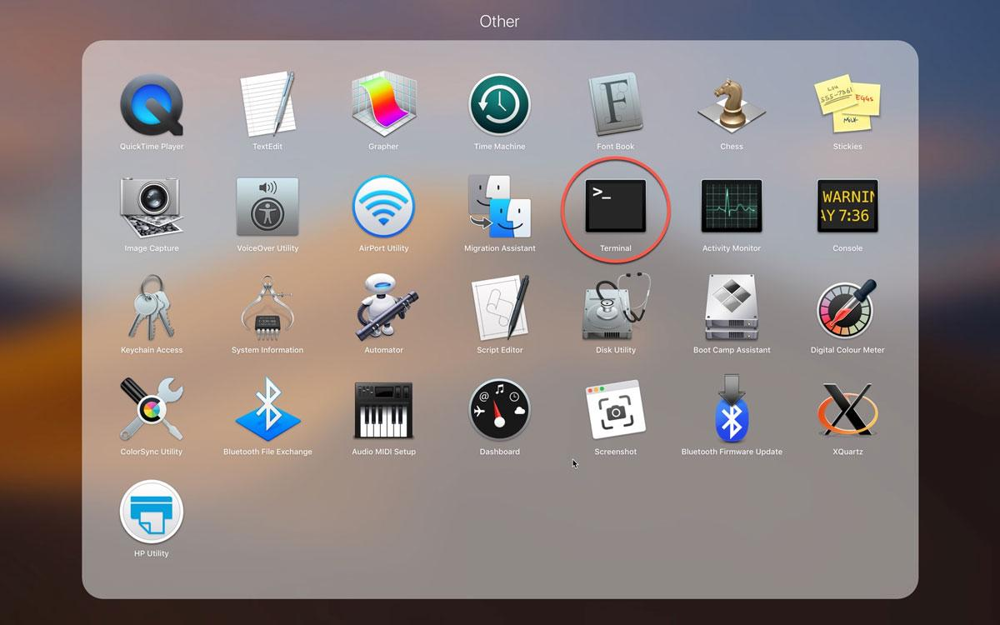 Other
QuickTime Player
TextEdit
Grapher
Time Machine
F
Font Book
Chess
Lou
555-7361
EGGS
MILK
Stickies
Image Capture
VoiceOver Utility
AirPort Utility
Migration Assistant
>_
Terminal
Activity Monitor
WARNIN
AY 7:36
Console
Keychain Access
System Information
Automator
Script Editor
Disk Utility
Boot Camp Assistant
Digital Colour Meter
ColorSync Utility
Bluetooth File Exchange
Audio MIDI Setup
@
Dashboard
Screenshot
Bluetooth Firmware Update
X
XQuartz
HP Utility